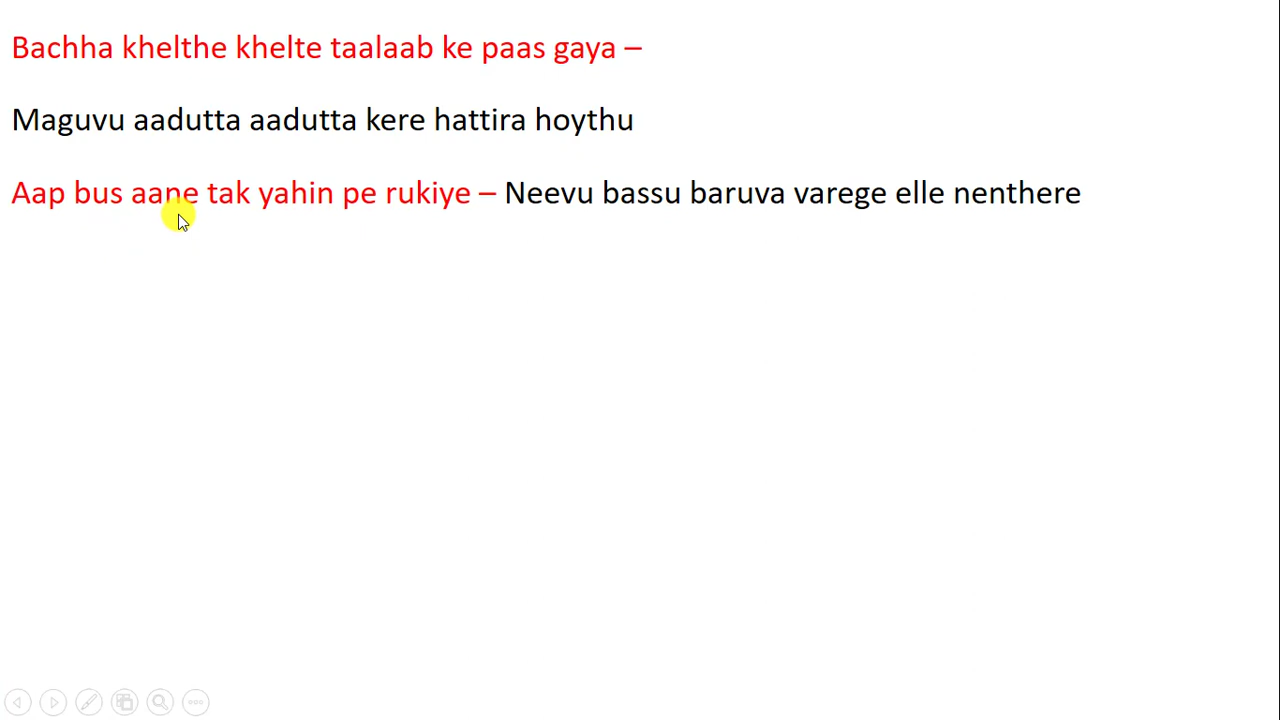 Bachha khelthe khelte taalaab ke paas gaya –
Maguvu aadutta aadutta kere hattira hoythu
Aap bus aane tak yahin pe rukiye – Neevu bassu baruva varege elle nenthere